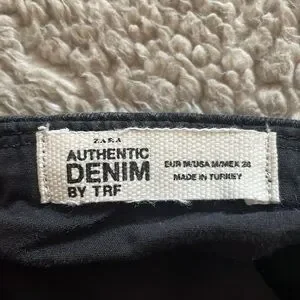 ZARA
AUTHENTIC
DENIM
BY TRF
EUR M/USA M/MEX 28
MADE IN TURKEY